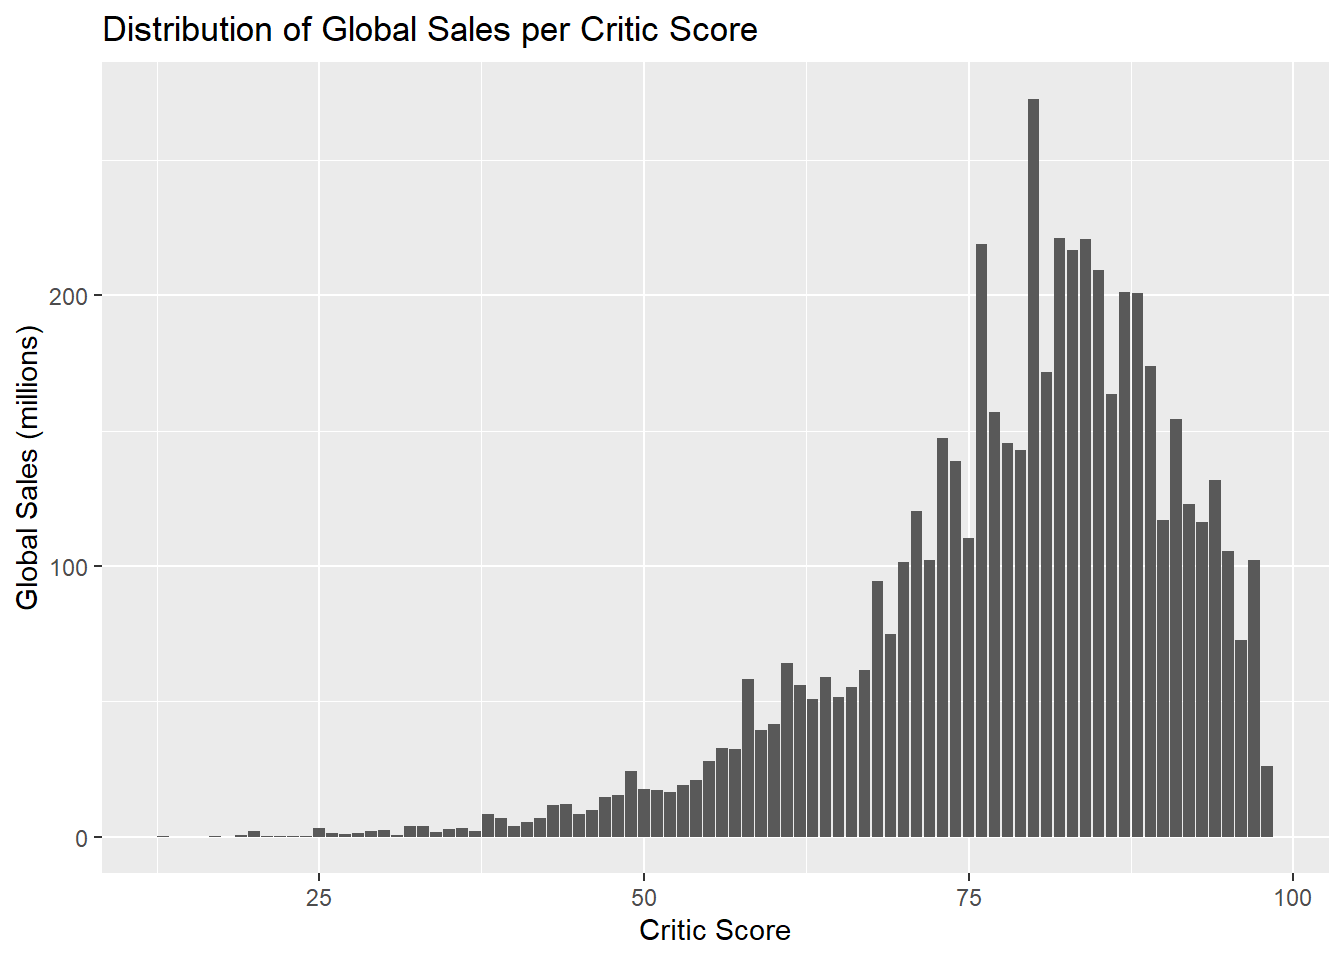 Distribution of Global Sales per Critic Score
Global Sales (millions)
200
100
0
25 50 75 100
Critic Score